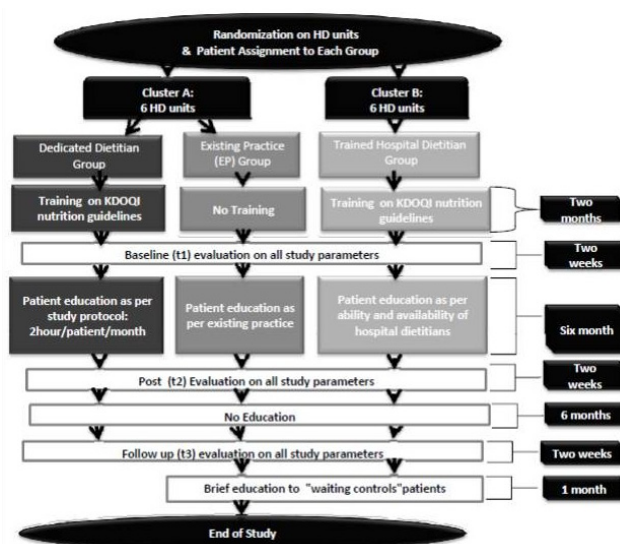 Randomization on HD units
& Patient Assignment to Each Group
Cluster A:
6 HD units
Cluster B:
6 HD units
Dedicated Dietitian
Group
Existing Practice
(EP) Group
Trained Hospital Dietitian
Group
Training on KDOQI
nutrition guidelines
No Training
Training on KDOQI nutrition
guidelines
Two
months
Baseline (t1) evaluation on all study parameters
Two
weeks
Patient education as per
study protocol:
2hour/patient/month
Patient education as
per existing practice
Patient education as per
ability and availability of
hospital dietitians
Six month
Post (t2) Evaluation on all study parameters
Two
weeks
No Education
6 months
Follow up (t3) evaluation on all study parameters
Two weeks
Brief education to "waiting controls"patients
1 month
End of Study